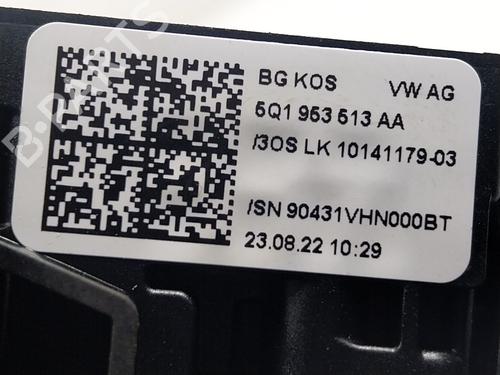 BG KOS VW AG
5Q1 953 513 AA
/3OS LK 10141179-03
/SN 90431VHN000BT
23.08.22 10:29
B-PARTS